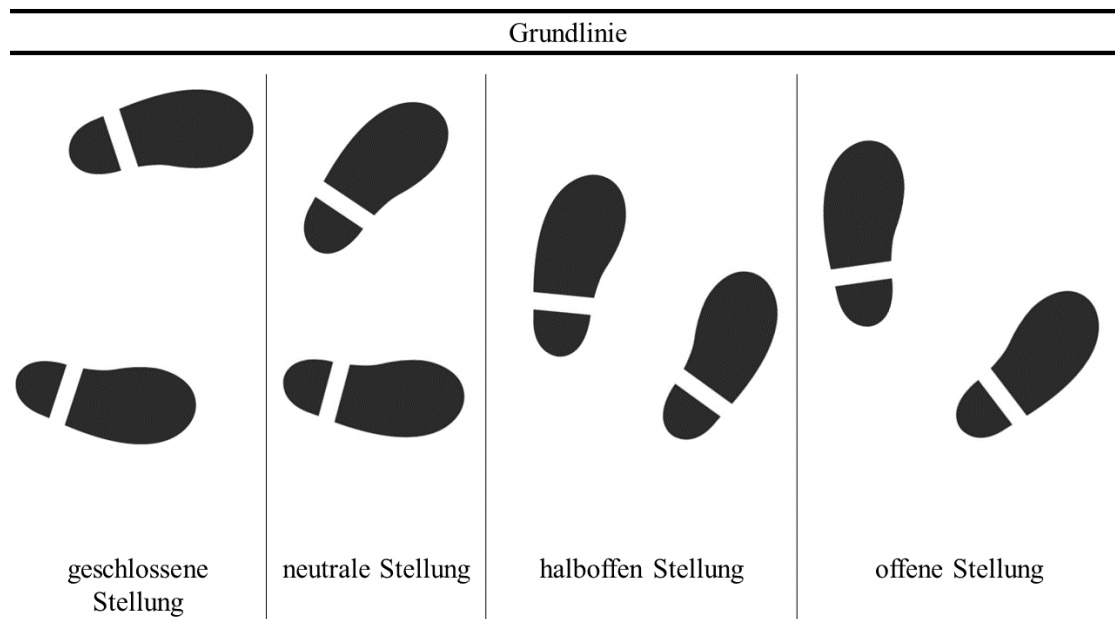 Grundlinie
geschlossene
Stellung
neutrale Stellung
halboffen Stellung
offene Stellung